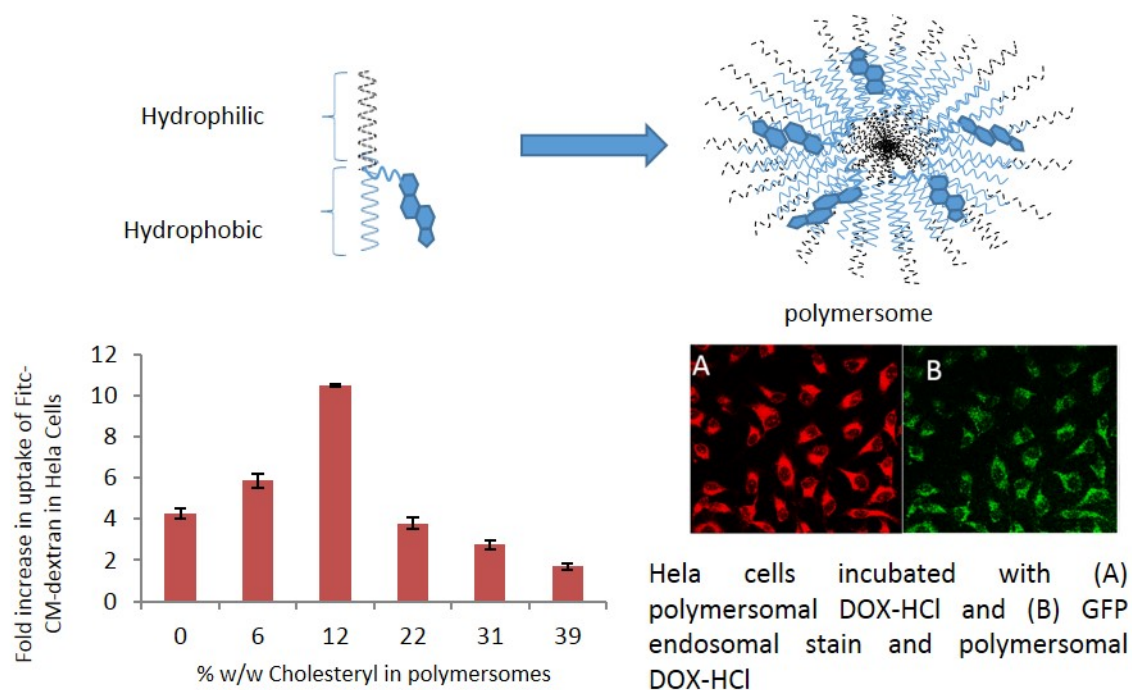 Hydrophilic
Hydrophobic
polymersome
Fold increase in uptake of Fitc-
CM-dextran in Hela Cells
12
10
8
6
4
2
0
0 6 12 22 31 39
% w/w Cholesteryl in polymersomes
A
B
Hela cells incubated with (A)
polymersomal DOX-HCl and (B) GFP
endosomal stain and polymersomal
DOX-HCl